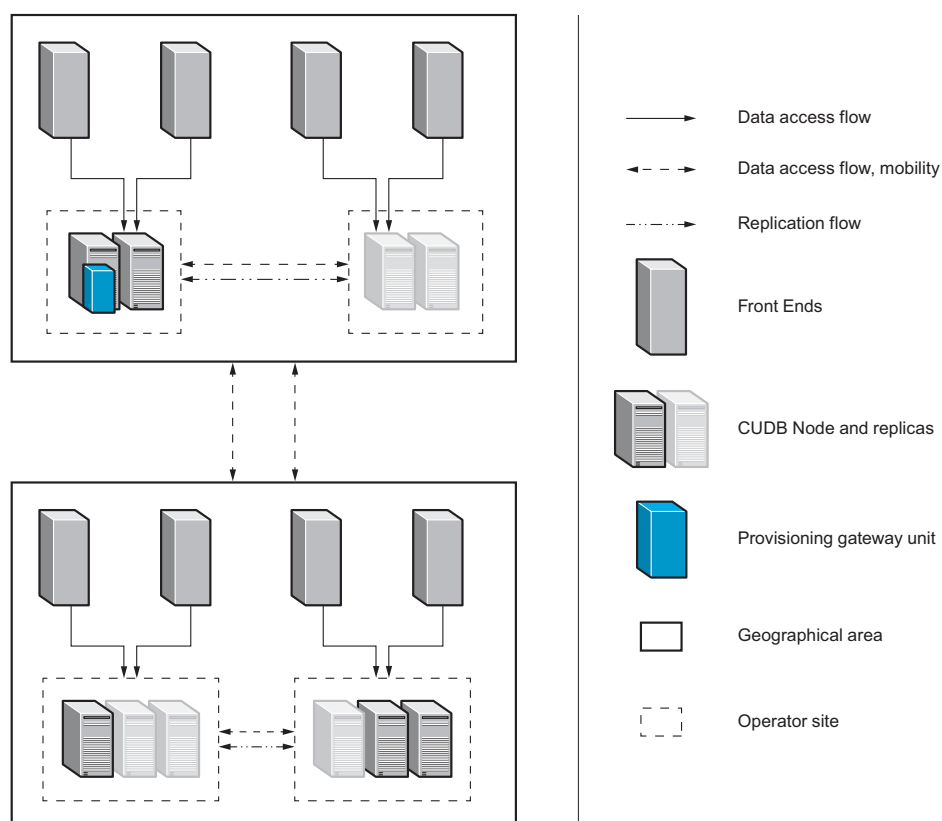 Data access flow
Data access flow, mobility
Replication flow
Front Ends
CUDB Node and replicas
Provisioning gateway unit
Geographical area
Operator site